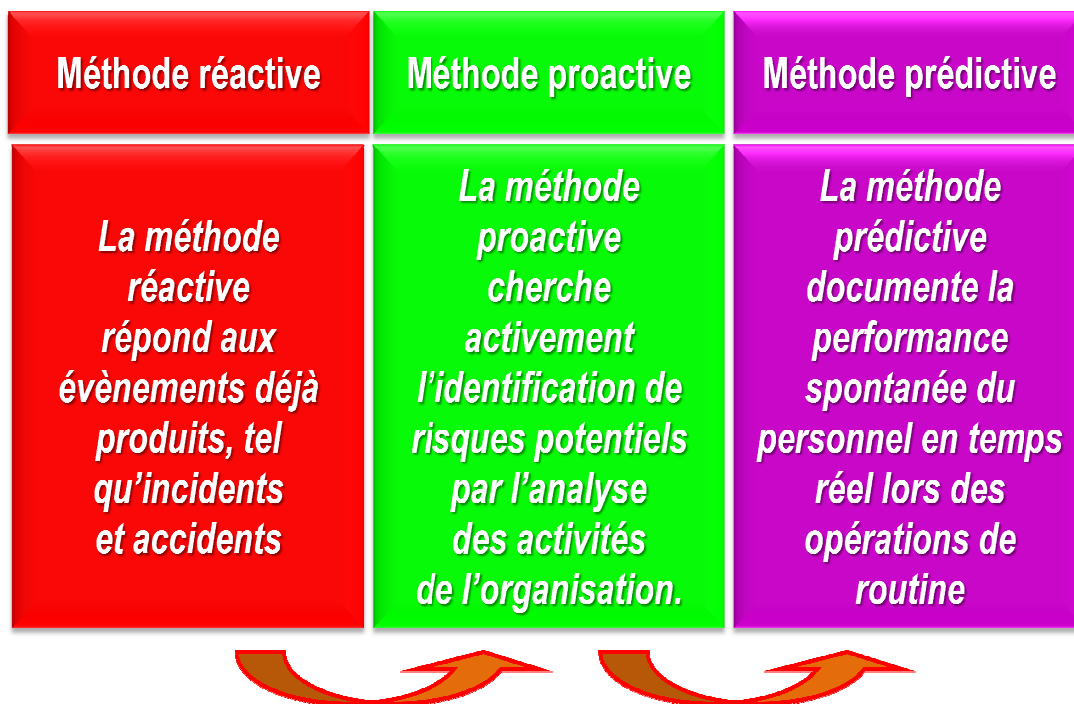 Méthode réactive
Méthode proactive
Méthode prédictive
La méthode
réactive
répond aux
évènements déjà
produits, tel
qu’incidents
et accidents
La méthode
proactive
cherche
activement
l’identification de
risques potentiels
par l’analyse
des activités
de l’organisation.
La méthode
prédictive
documente la
performance
spontanée du
personnel en temps
réel lors des
opérations de
routine